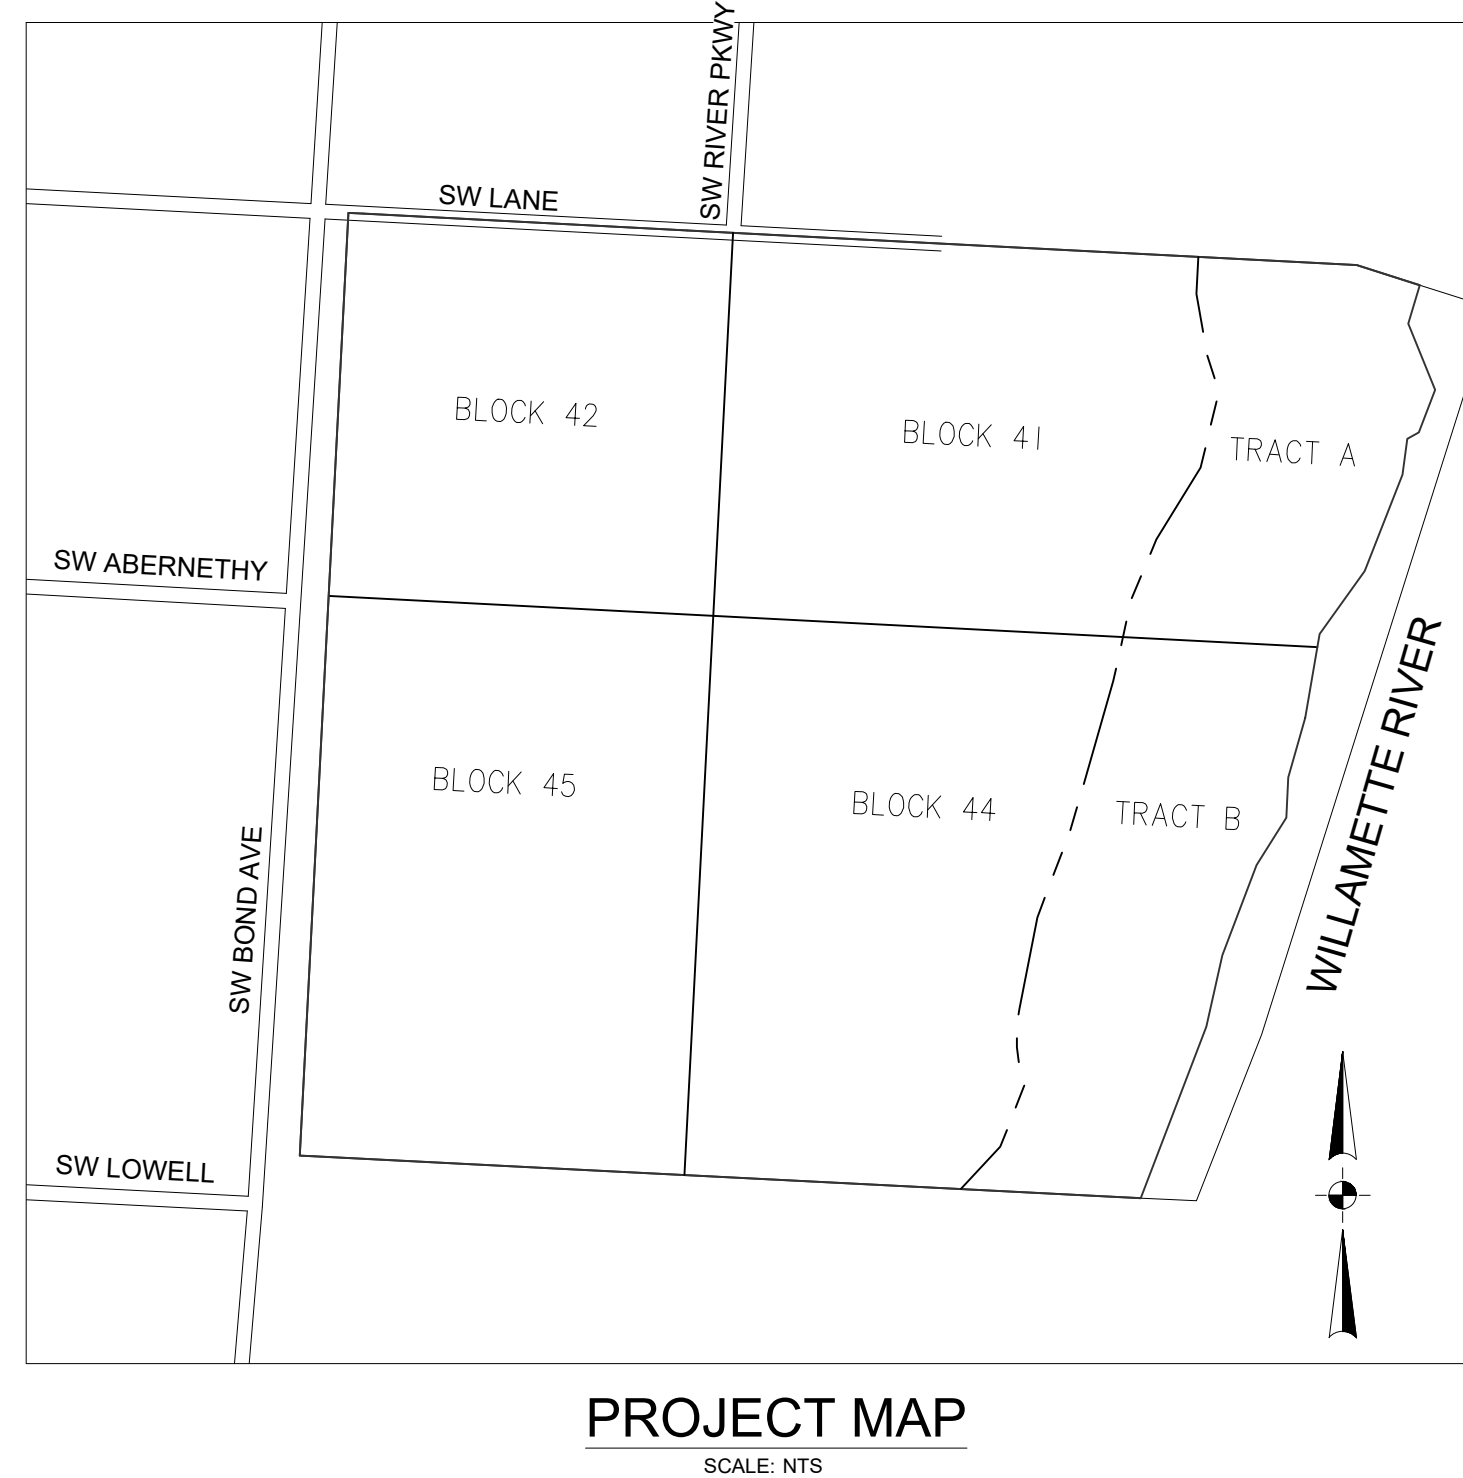 SW RIVER PKWY
SW LANE
BLOCK 42
BLOCK 41
TRACT A
SW ABERNETHY
WILLAMETTE RIVER
BLOCK 45
BLOCK 44
TRACT B
SW BOND AVE
SW LOWELL
PROJECT MAP
SCALE: NTS